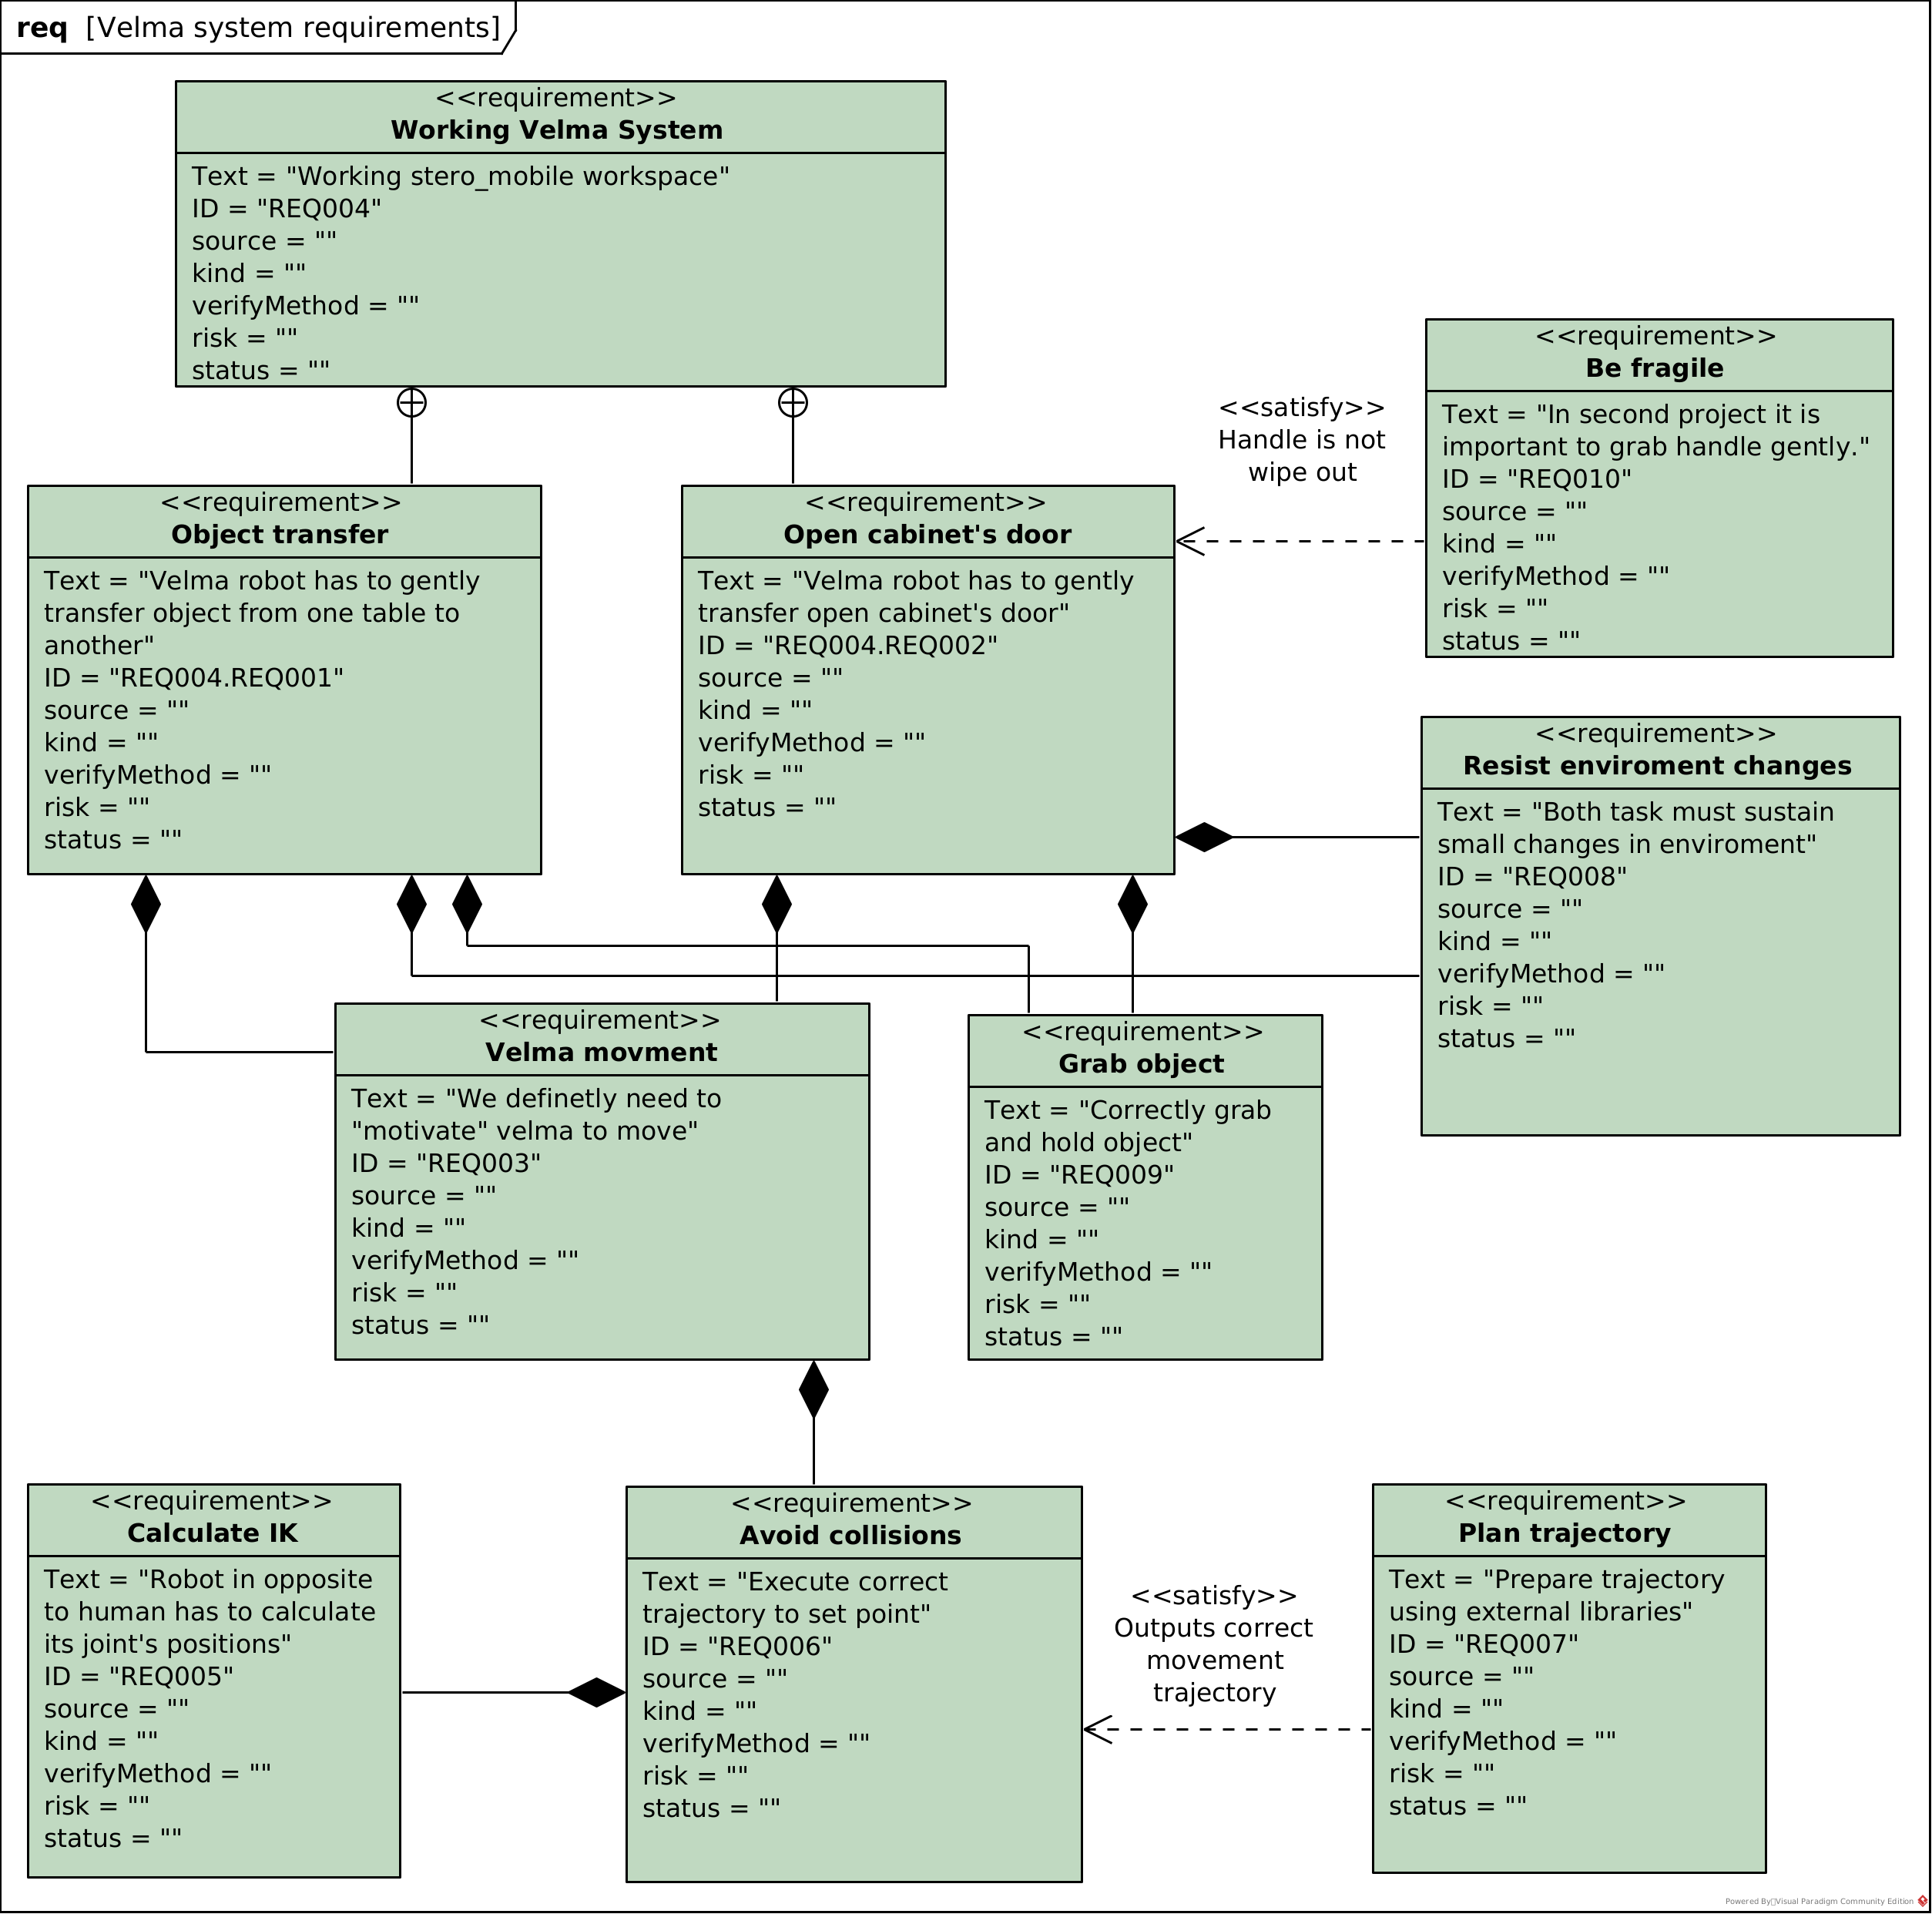 req [Velma system requirements]
<<requirement>>
Working Velma System
Text = "Working stero_mobile workspace"
ID = "REQ004"
source = ""
kind = ""
verifyMethod = ""
risk = ""
status = ""
<<requirement>>
Be fragile
Text = "In second project it is
important to grab handle gently."
ID = "REQ010"
source = ""
kind = ""
verifyMethod = ""
risk = ""
status = ""
<<satisfy>>
Handle is not
wipe out
<<requirement>>
Object transfer
Text = "Velma robot has to gently
transfer object from one table to
another"
ID = "REQ004.REQ001"
source = ""
kind = ""
verifyMethod = ""
risk = ""
status = ""
<<requirement>>
Open cabinet's door
Text = "Velma robot has to gently
transfer open cabinet's door"
ID = "REQ004.REQ002"
source = ""
kind = ""
verifyMethod = ""
risk = ""
status = ""
<<requirement>>
Resist enviroment changes
Text = "Both task must sustain
small changes in enviroment"
ID = "REQ008"
source = ""
kind = ""
verifyMethod = ""
risk = ""
status = ""
<<requirement>>
Velma movment
Text = "We definetly need to
"motivate" velma to move"
ID = "REQ003"
source = ""
kind = ""
verifyMethod = ""
risk = ""
status = ""
<<requirement>>
Grab object
Text = "Correctly grab
and hold object"
ID = "REQ009"
source = ""
kind = ""
verifyMethod = ""
risk = ""
status = ""
<<requirement>>
Calculate IK
Text = "Robot in opposite
to human has to calculate
its joint's positions"
ID = "REQ005"
source = ""
kind = ""
verifyMethod = ""
risk = ""
status = ""
<<requirement>>
Avoid collisions
Text = "Execute correct
trajectory to set point"
ID = "REQ006"
source = ""
kind = ""
verifyMethod = ""
risk = ""
status = ""
<<satisfy>>
Outputs correct
movement
trajectory
<<requirement>>
Plan trajectory
Text = "Prepare trajectory
using external libraries"
ID = "REQ007"
source = ""
kind = ""
verifyMethod = ""
risk = ""
status = ""
Powered By Visual Paradigm Community Edition